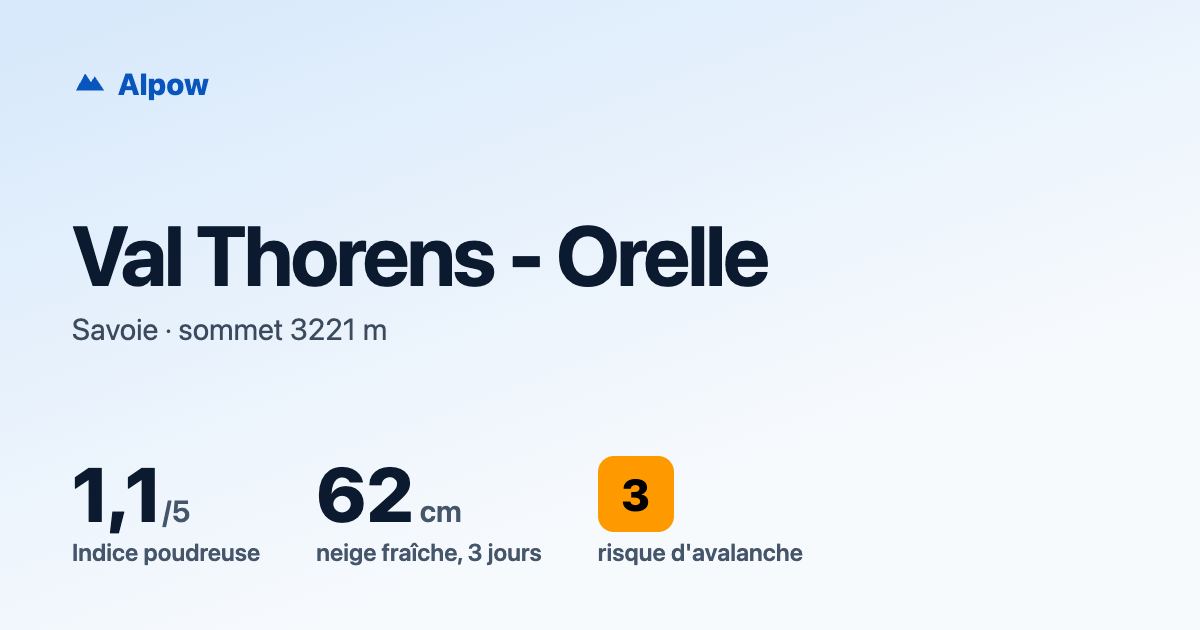 Alpow
Val Thorens - Orelle
Savoie · sommet 3221 m
1,1/5
Indice poudreuse
62 cm
neige fraîche, 3 jours
3
risque d'avalanche